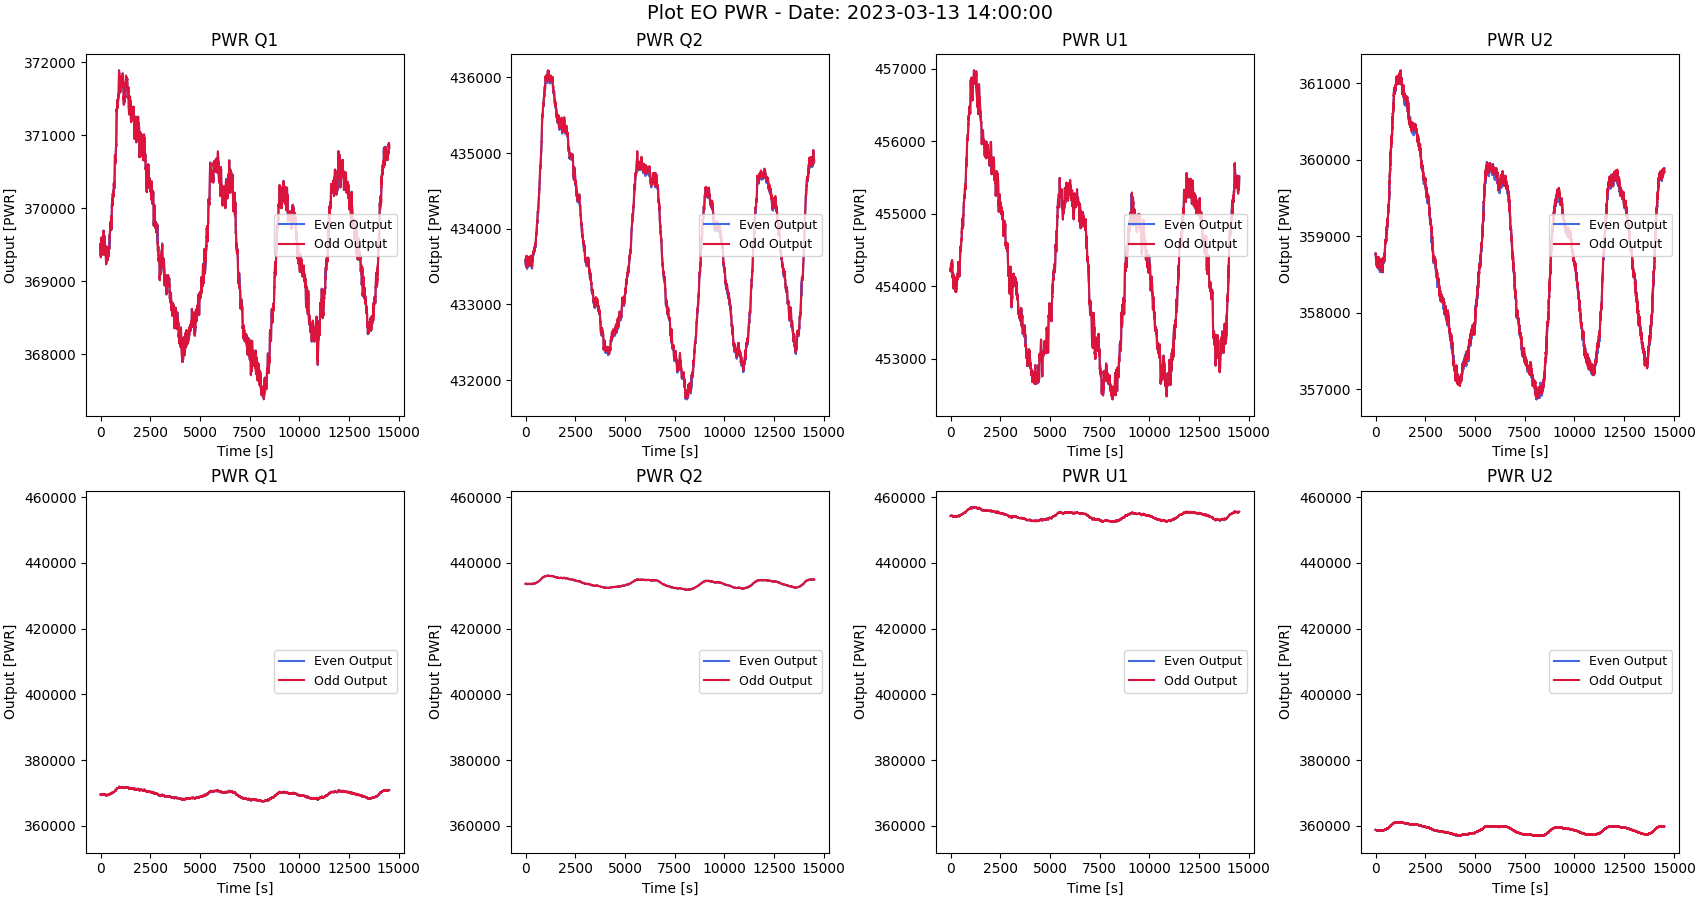 Plot EO PWR - Date: 2023-03-13 14:00:00
PWR Q1
Output [PWR]
372000
371000
370000
369000
368000
Even Output
Odd Output
0 2500 5000 7500 10000 12500 15000
Time [s]
PWR Q2
Output [PWR]
436000
435000
434000
433000
432000
Even Output
Odd Output
0 2500 5000 7500 10000 12500 15000
Time [s]
PWR U1
Output [PWR]
457000
456000
455000
454000
453000
Even Output
Odd Output
0 2500 5000 7500 10000 12500 15000
Time [s]
PWR U2
Output [PWR]
361000
360000
359000
358000
357000
Even Output
Odd Output
0 2500 5000 7500 10000 12500 15000
Time [s]
PWR Q1
Output [PWR]
460000
440000
420000
400000
380000
360000
Even Output
Odd Output
0 2500 5000 7500 10000 12500 15000
Time [s]
PWR Q2
Output [PWR]
460000
440000
420000
400000
380000
360000
Even Output
Odd Output
0 2500 5000 7500 10000 12500 15000
Time [s]
PWR U1
Output [PWR]
460000
440000
420000
400000
380000
360000
Even Output
Odd Output
0 2500 5000 7500 10000 12500 15000
Time [s]
PWR U2
Output [PWR]
460000
440000
420000
400000
380000
360000
Even Output
Odd Output
0 2500 5000 7500 10000 12500 15000
Time [s]